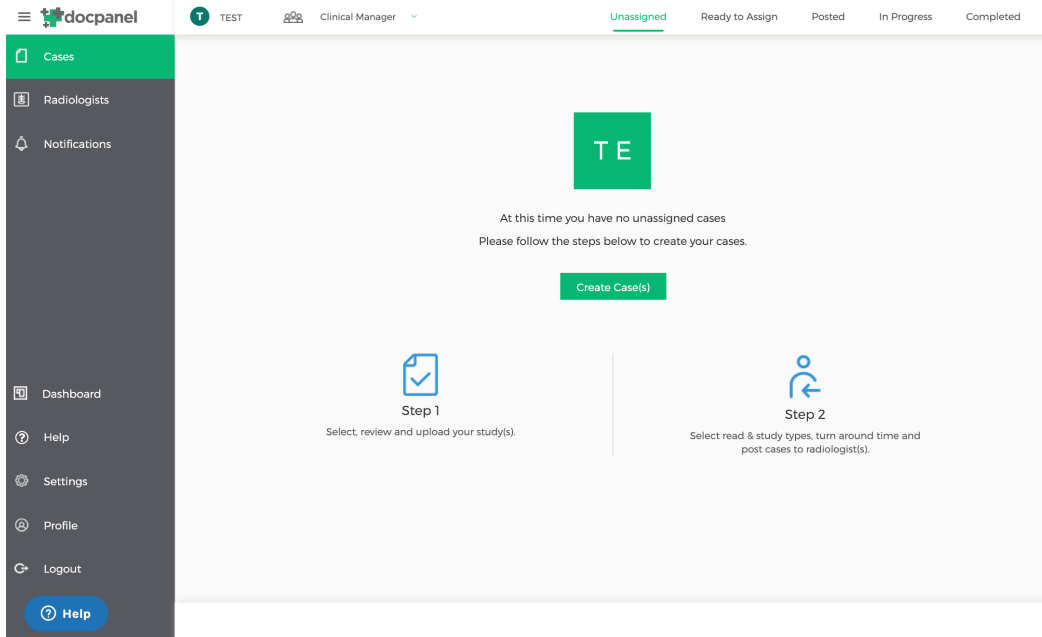 docpanel
T TEST Clinical Manager Unassigned Ready to Assign Posted In Progress Completed
Cases
Radiologists
Notifications
Dashboard
Help
Settings
Profile
Logout
Help
TE
At this time you have no unassigned cases
Please follow the steps below to create your cases.
Create Case(s)
Step 1
Select, review and upload your study(s).
Step 2
Select read & study types, turn around time and
post cases to radiologist(s).